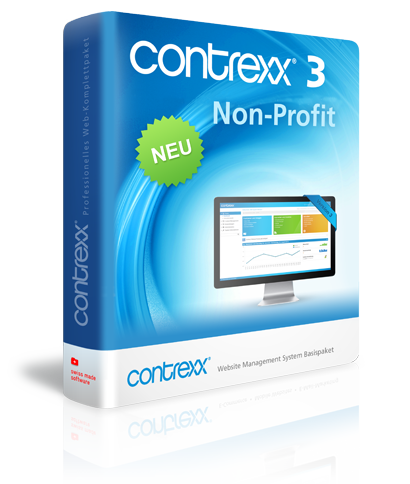 contrexx® 3
Non-Profit
NEU
contrexx® Website Management System Basispaket
contrexx® Professionelles Web-Komplettpaket
swiss made
software